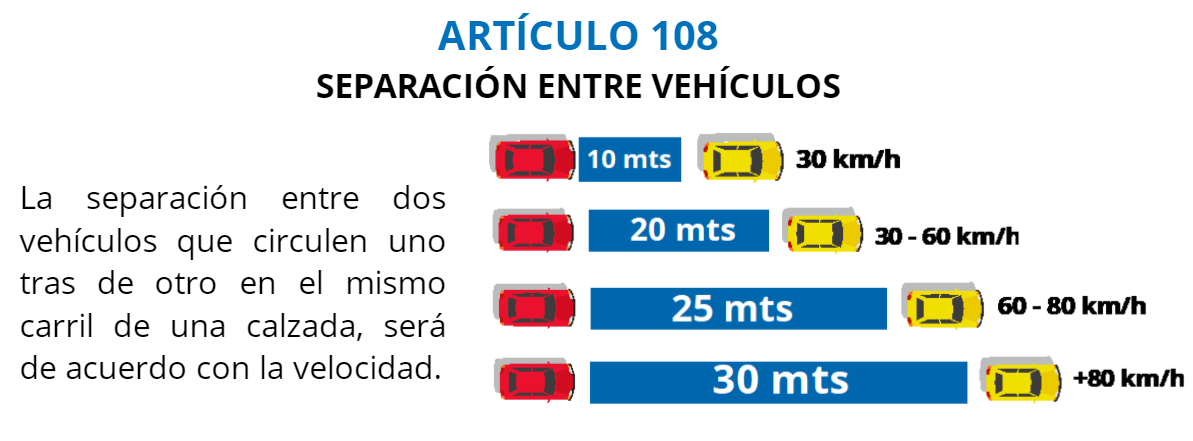 ARTÍCULO 108
SEPARACIÓN ENTRE VEHÍCULOS
La separación entre dos
vehículos que circulen uno
tras de otro en el mismo
carril de una calzada, será
de acuerdo con la velocidad.
10 mts 30 km/h
20 mts 30 - 60 km/h
25 mts 60 - 80 km/h
30 mts +80 km/h